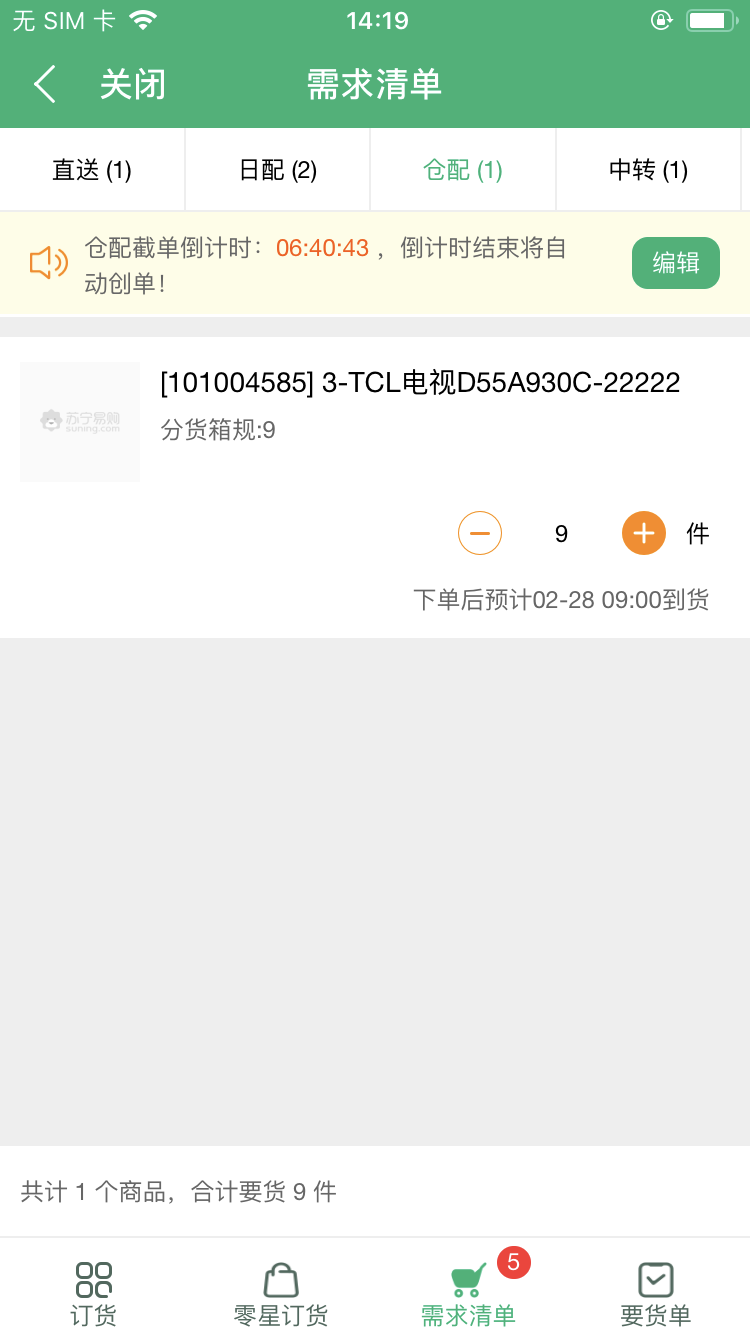 无 SIM 卡
14:19
关闭
需求清单
直送 (1)
日配 (2)
仓配 (1)
中转 (1)
仓配截单倒计时：06:40:43 ，倒计时结束将自
动创单！
编辑
[101004585] 3-TCL电视D55A930C-22222
苏宁易购
suning.com
分货箱规:9
9
件
下单后预计02-28 09:00到货
共计 1 个商品，合计要货 9 件
5
订货
零星订货
需求清单
要货单